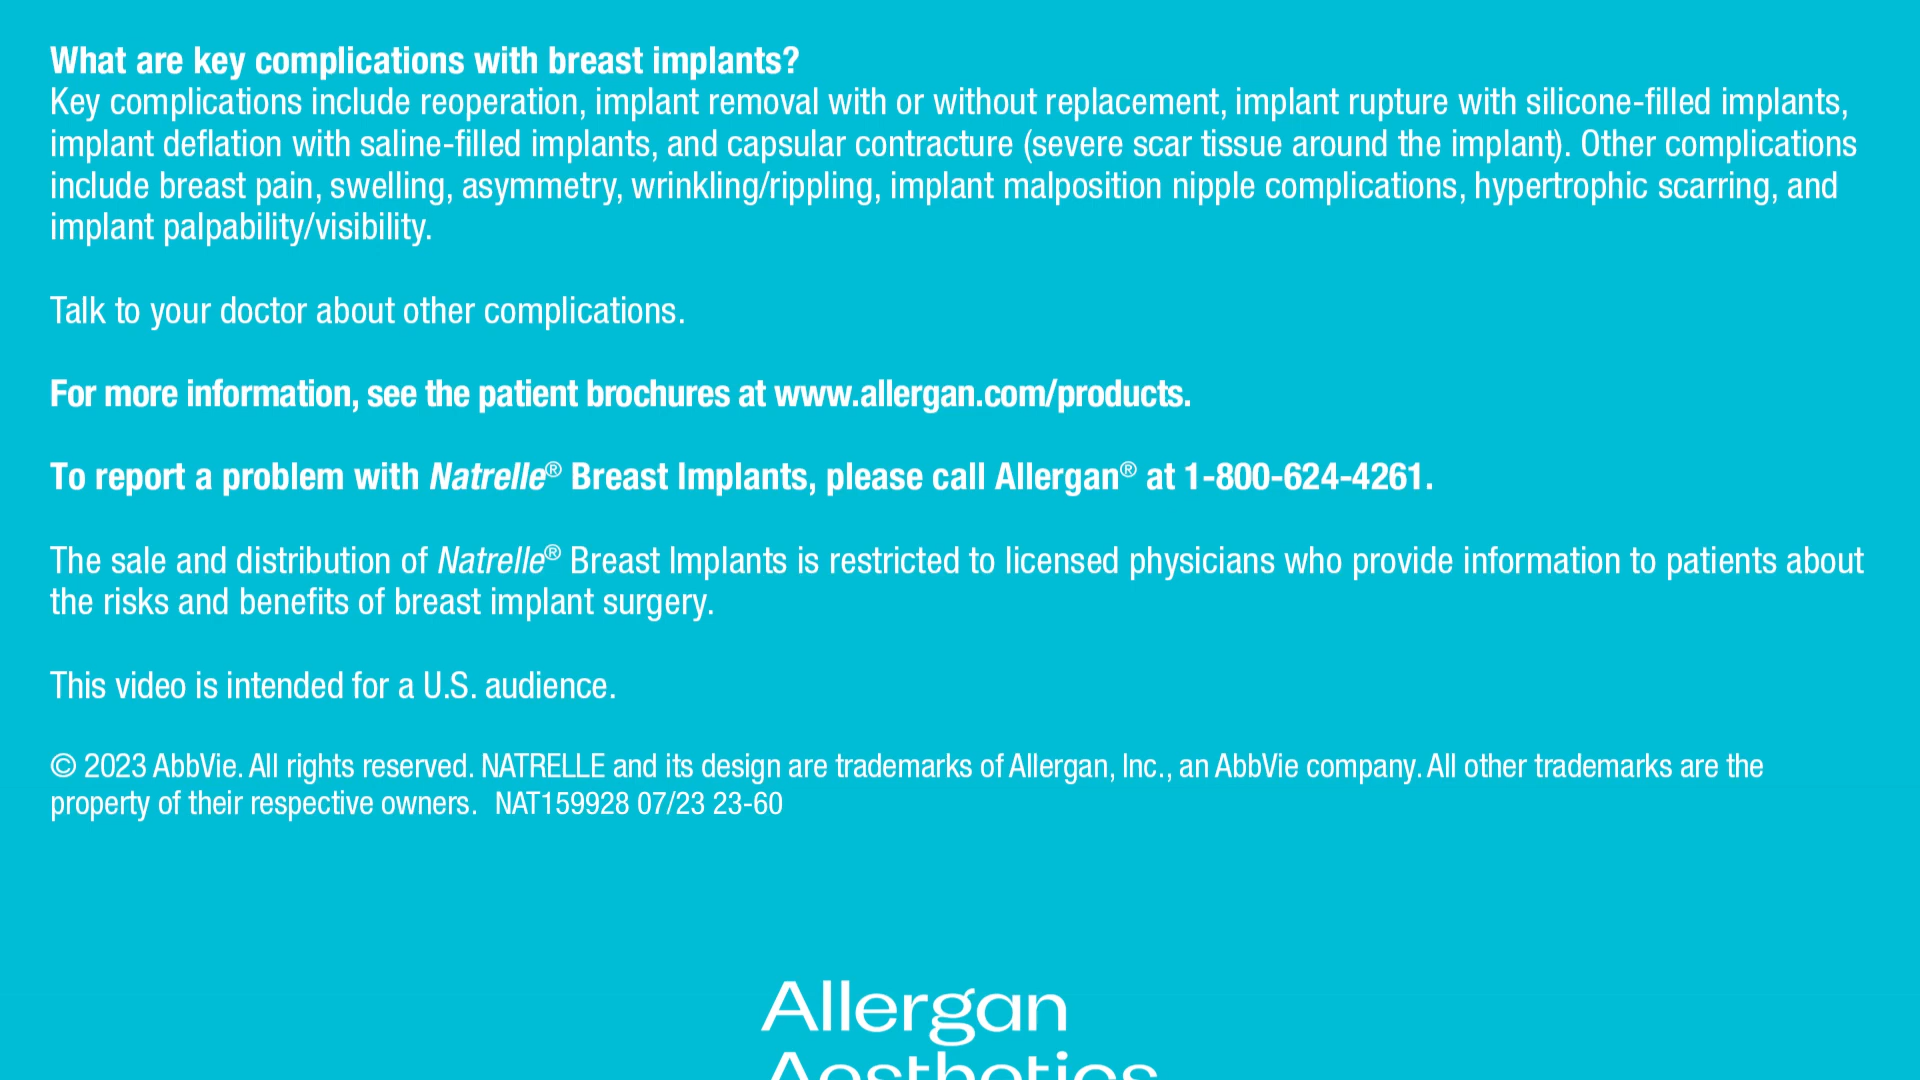 What are key complications with breast implants?
Key complications include reoperation, implant removal with or without replacement, implant rupture with silicone-filled implants,
implant deflation with saline-filled implants, and capsular contracture (severe scar tissue around the implant). Other complications
include breast pain, swelling, asymmetry, wrinkling/rippling, implant malposition nipple complications, hypertrophic scarring, and
implant palpability/visibility.
Talk to your doctor about other complications.
For more information, see the patient brochures at www.allergan.com/products.
To report a problem with Natrelle® Breast Implants, please call Allergan® at 1-800-624-4261.
The sale and distribution of Natrelle® Breast Implants is restricted to licensed physicians who provide information to patients about
the risks and benefits of breast implant surgery.
This video is intended for a U.S. audience.
© 2023 AbbVie. All rights reserved. NATRELLE and its design are trademarks of Allergan, Inc., an AbbVie company. All other trademarks are the
property of their respective owners. NAT159928 07/23 23-60
Allergan
Aesthetics